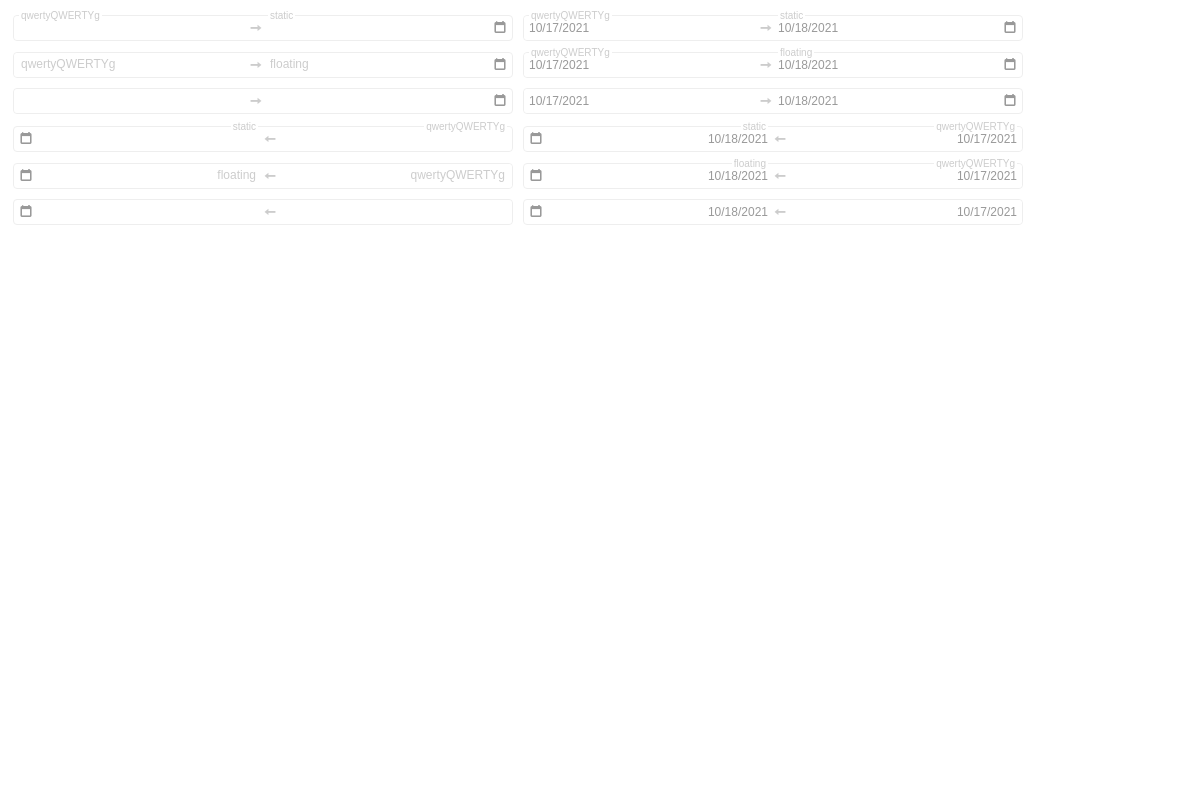 qwertyQWERTYg static qwertyQWERTYg static
10/17/2021 10/18/2021
qwertyQWERTYg floating
qwertyQWERTYg floating 10/17/2021 10/18/2021
10/17/2021 10/18/2021
static qwertyQWERTYg static qwertyQWERTYg
10/18/2021 10/17/2021
floating qwertyQWERTYg
floating qwertyQWERTYg 10/18/2021 10/17/2021
10/18/2021 10/17/2021